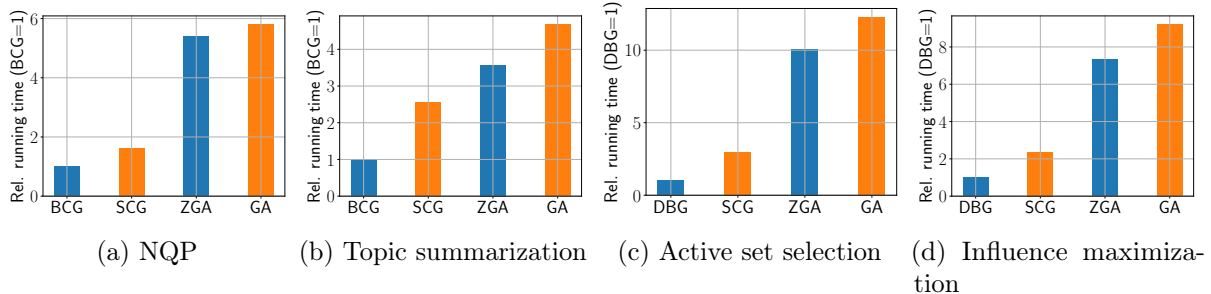 Rel. running time (BCG=1)
6
4
2
0
BCG SCG ZGA GA
(a) NQP
Rel. running time (BCG=1)
4
3
2
1
0
BCG SCG ZGA GA
(b) Topic summarization
Rel. running time (DBG=1)
10
5
0
DBG SCG ZGA GA
(c) Active set selection
Rel. running time (DBG=1)
8
6
4
2
0
DBG SCG ZGA GA
(d) Influence maximiza-
tion